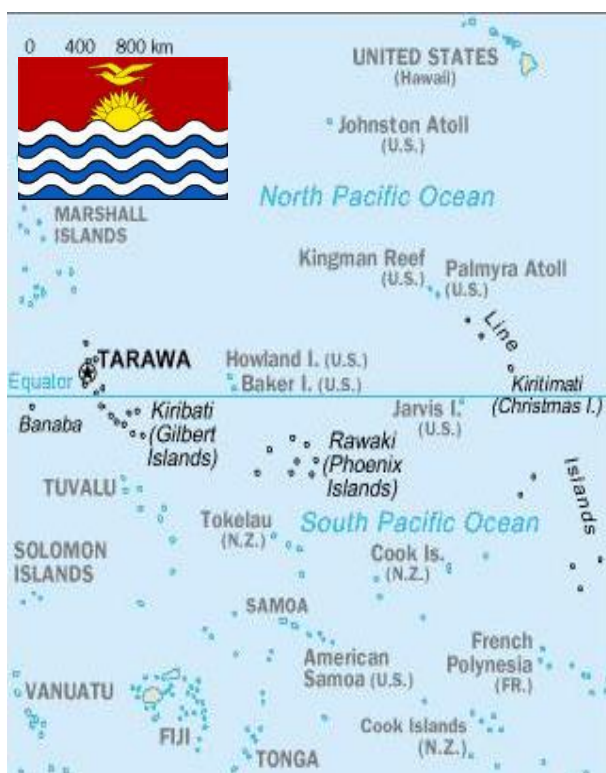 0 400 800 km
UNITED STATES
(Hawaii)
Johnston Atoll
(U.S.)
North Pacific Ocean
MARSHALL
ISLANDS
Kingman Reef
(U.S.)
Palmyra Atoll
(U.S.)
Line
TARAWA
Howland I. (U.S.)
Equator
Baker I. (U.S.)
Kiritimati
(Christmas I.)
Jarvis I.
(U.S.)
Banaba
Kiribati
(Gilbert
Islands)
Rawaki
(Phoenix
Islands)
Islands
TUVALU
Tokelau
(N.Z.)
South Pacific Ocean
SOLOMON
ISLANDS
Cook Is.
(N.Z.)
SAMOA
American
Samoa (U.S.)
French
Polynesia
(FR.)
VANUATU
FIJI
Cook Islands
(N.Z.)
TONGA